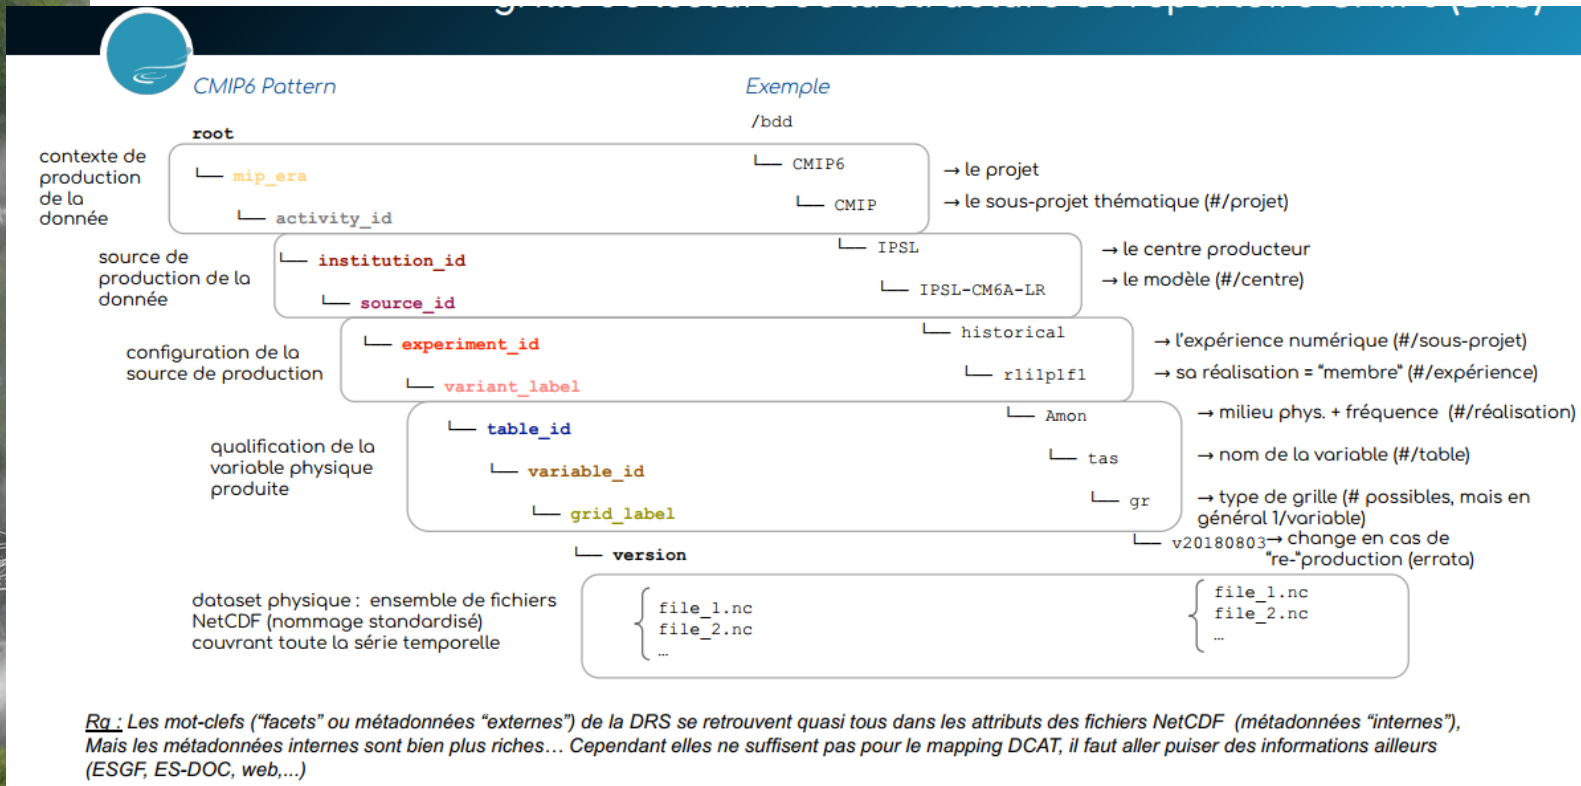 CMIP6 Pattern
Exemple
root
/bdd
contexte de
production
de la
donnée
mip_era
CMIP6
→ le projet
activity_id
CMIP
→ le sous-projet thématique (#/projet)
source de
production de la
donnée
institution_id
IPSL
→ le centre producteur
source_id
IPSL-CM6A-LR
→ le modèle (#/centre)
configuration de la
source de production
experiment_id
historical
→ l'expérience numérique (#/sous-projet)
variant_label
r1i1p1f1
→ sa réalisation = "membre" (#/expérience)
qualification de la
variable physique
produite
table_id
Amon
→ milieu phys. + fréquence (#/réalisation)
variable_id
tas
→ nom de la variable (#/table)
grid_label
gr
→ type de grille (# possibles, mais en
général 1/variable)
version
v20180803
→ change en cas de
"re-"production (errata)
dataset physique : ensemble de fichiers
NetCDF (nommage standardisé)
couvrant toute la série temporelle
file_1.nc
file_2.nc
…
file_1.nc
file_2.nc
…
Rq : Les mot-clefs ("facets" ou métadonnées "externes") de la DRS se retrouvent quasi tous dans les attributs des fichiers NetCDF (métadonnées "internes"),
Mais les métadonnées internes sont bien plus riches… Cependant elles ne suffisent pas pour le mapping DCAT, il faut aller puiser des informations ailleurs
(ESGF, ES-DOC, web,...)